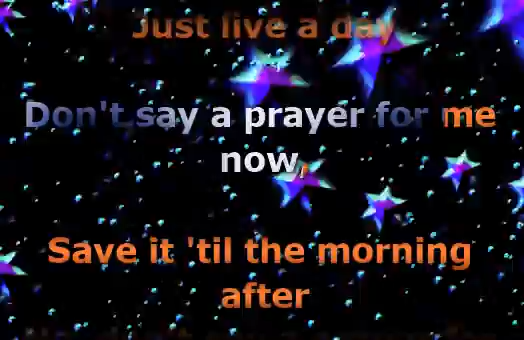 Just live a day
Don't say a prayer for me
now,
Save it 'til the morning
after